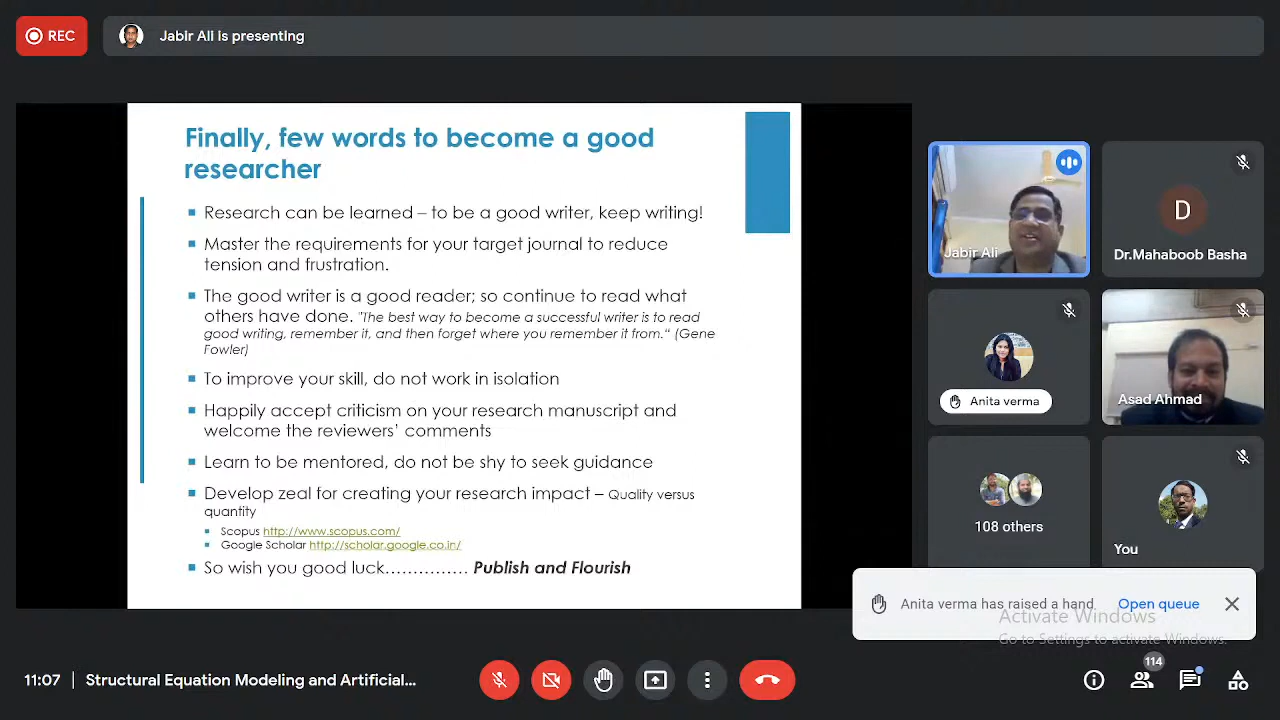 REC
Jabir Ali is presenting
Finally, few words to become a good
researcher
Research can be learned – to be a good writer, keep writing!
Master the requirements for your target journal to reduce
tension and frustration.
The good writer is a good reader; so continue to read what
others have done. "The best way to become a successful writer is to read
good writing, remember it, and then forget where you remember it from." (Gene
Fowler)
To improve your skill, do not work in isolation
Happily accept criticism on your research manuscript and
welcome the reviewers' comments
Learn to be mentored, do not be shy to seek guidance
Develop zeal for creating your research impact – Quality versus
quantity
Scopus http://www.scopus.com/
Google Scholar http://scholar.google.co.in/
So wish you good luck…………… Publish and Flourish
Jabir Ali
D
Dr.Mahaboob Basha
Anita verma
Asad Ahmad
108 others
You
Anita verma has raised a hand
Open queue
Activate Windows
Go to Settings to activate Windows.
11:07
Structural Equation Modeling and Artificial...
114